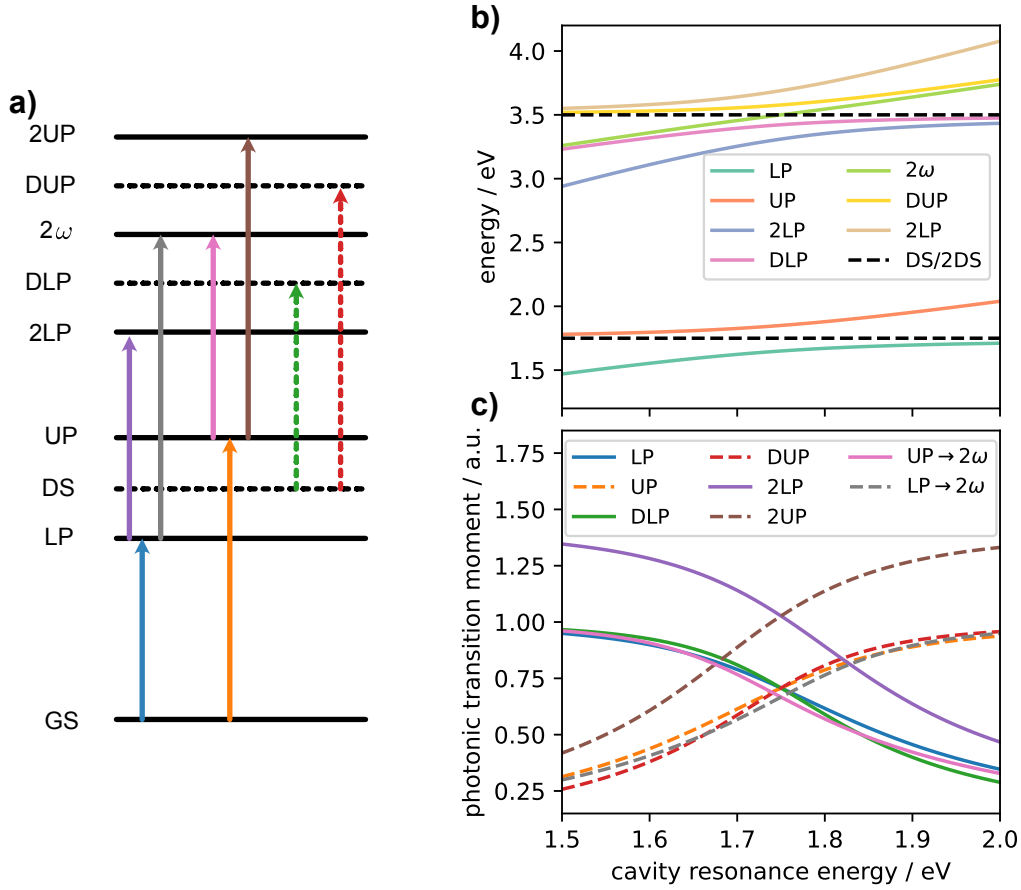 a)
2UP
DUP
2ω
DLP
2LP
UP
DS
LP
GS
b)
energy / eV
4.0
3.5
3.0
2.5
2.0
1.5
LP
UP
2LP
DLP
2ω
DUP
2LP
DS/2DS
c)
photonic transition moment / a.u.
1.75
1.50
1.25
1.00
0.75
0.50
0.25
LP
UP
DLP
DUP
2LP
2UP
UP → 2ω
LP → 2ω
1.5 1.6 1.7 1.8 1.9 2.0
cavity resonance energy / eV